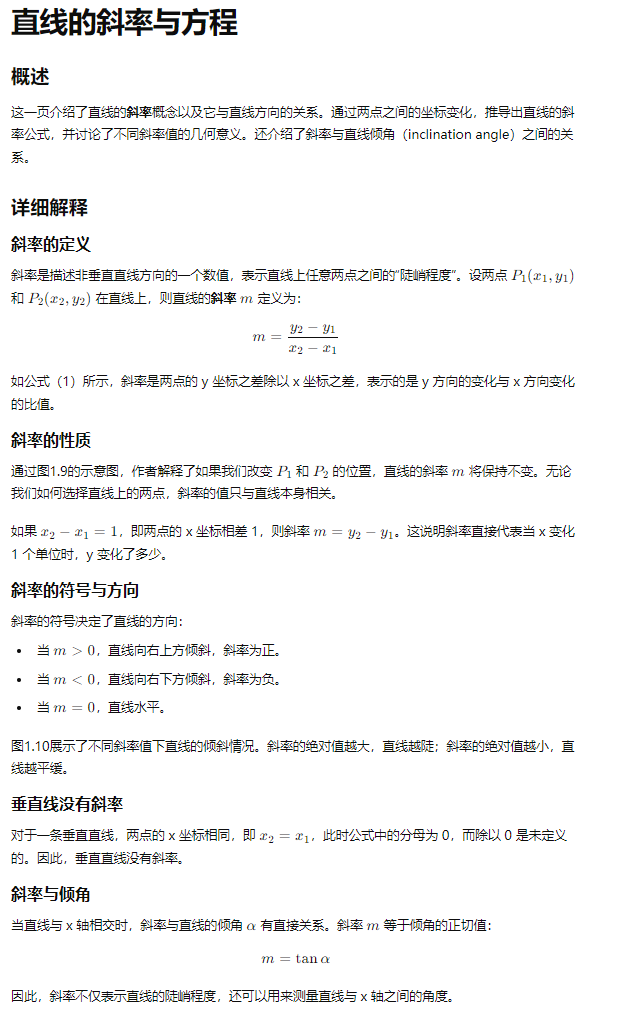 直线的斜率与方程
概述
这一页介绍了直线的斜率概念以及它与直线方向的关系。通过两点之间的坐标变化，推导出直线的斜
率公式，并讨论了不同斜率值的几何意义。还介绍了斜率与直线倾角（inclination angle）之间的关
系。
详细解释
斜率的定义
斜率是描述非垂直直线方向的一个数值，表示直线上任意两点之间的“陡峭程度”。设两点 P₁(x₁, y₁)
和 P₂(x₂, y₂) 在直线上，则直线的斜率 m 定义为：
m = (y₂ − y₁)/(x₂ − x₁)
如公式（1）所示，斜率是两点的 y 坐标之差除以 x 坐标之差，表示的是 y 方向的变化与 x 方向变化
的比值。
斜率的性质
通过图1.9的示意图，作者解释了如果我们改变 P₁ 和 P₂ 的位置，直线的斜率 m 将保持不变。无论
我们如何选择直线上的两点，斜率的值只与直线本身相关。
如果 x₂ − x₁ = 1，即两点的 x 坐标相差 1，则斜率 m = y₂ − y₁。这说明斜率直接代表当 x 变化
1 个单位时，y 变化了多少。
斜率的符号与方向
斜率的符号决定了直线的方向：
• 当 m > 0，直线向右上方倾斜，斜率为正。
• 当 m < 0，直线向右下方倾斜，斜率为负。
• 当 m = 0，直线水平。
图1.10展示了不同斜率值下直线的倾斜情况。斜率的绝对值越大，直线越陡；斜率的绝对值越小，直
线越平缓。
垂直线没有斜率
对于一条垂直直线，两点的 x 坐标相同，即 x₂ = x₁，此时公式中的分母为 0，而除以 0 是未定义
的。因此，垂直直线没有斜率。
斜率与倾角
当直线与 x 轴相交时，斜率与直线的倾角 α 有直接关系。斜率 m 等于倾角的正切值：
m = tan α
因此，斜率不仅表示直线的陡峭程度，还可以用来测量直线与 x 轴之间的角度。